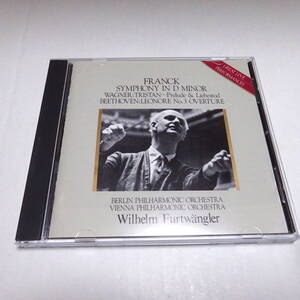 FRANCK
SYMPHONY IN D MINOR
WAGNER:TRISTAN~Prelude & Liebestod
BEETHOVEN:LEONORE No.3 OVERTURE
BERLIN PHILHARMONIC ORCHESTRA
VIENNA PHILHARMONIC ORCHESTRA
Wilhelm Furtwängler